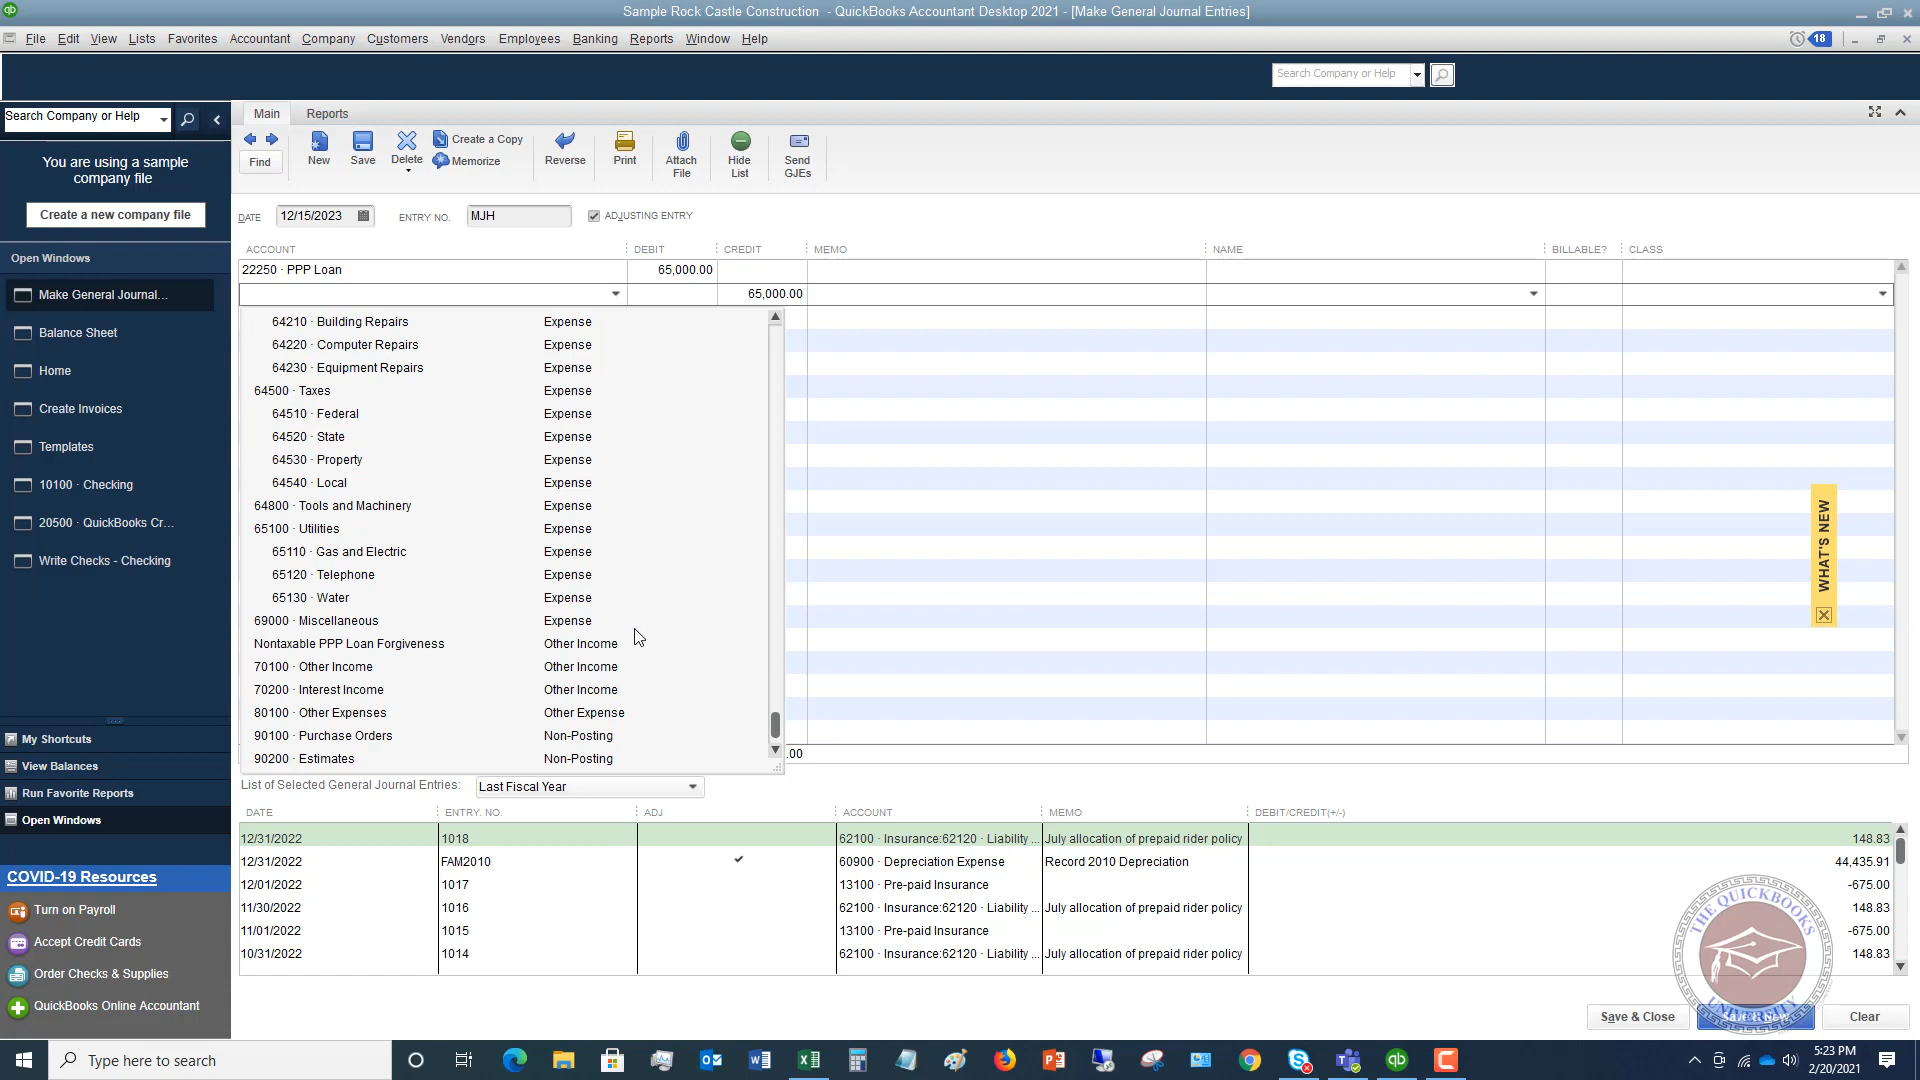 Sample Rock Castle Construction - QuickBooks Accountant Desktop 2021 - [Make General Journal Entries]
File Edit View Lists Favorites Accountant Company Customers Vendors Employees Banking Reports Window Help
18
Search Company or Help
Search Company or Help
Main Reports
Find
New
Save
Delete
Create a Copy
Memorize
Reverse
Print
Attach File
Hide List
Send GJEs
You are using a sample
company file
Create a new company file
DATE 12/15/2023 ENTRY NO. MJH ADJUSTING ENTRY
ACCOUNT DEBIT CREDIT MEMO NAME BILLABLE? CLASS
22250 · PPP Loan 65,000.00
65,000.00
Open Windows
Make General Journal...
Balance Sheet
Home
Create Invoices
Templates
10100 · Checking
20500 · QuickBooks Cr...
Write Checks - Checking
64210 · Building Repairs Expense
64220 · Computer Repairs Expense
64230 · Equipment Repairs Expense
64500 · Taxes Expense
64510 · Federal Expense
64520 · State Expense
64530 · Property Expense
64540 · Local Expense
64800 · Tools and Machinery Expense
65100 · Utilities Expense
65110 · Gas and Electric Expense
65120 · Telephone Expense
65130 · Water Expense
69000 · Miscellaneous Expense
Nontaxable PPP Loan Forgiveness Other Income
70100 · Other Income Other Income
70200 · Interest Income Other Income
80100 · Other Expenses Other Expense
90100 · Purchase Orders Non-Posting
90200 · Estimates Non-Posting
.00
WHAT'S NEW
My Shortcuts
View Balances
Run Favorite Reports
Open Windows
COVID-19 Resources
Turn on Payroll
Accept Credit Cards
Order Checks & Supplies
QuickBooks Online Accountant
List of Selected General Journal Entries: Last Fiscal Year
DATE ENTRY. NO. ADJ ACCOUNT MEMO DEBIT/CREDIT(+/-)
12/31/2022 1018 62100 · Insurance:62120 · Liability ... July allocation of prepaid rider policy 148.83
12/31/2022 FAM2010 60900 · Depreciation Expense Record 2010 Depreciation 44,435.91
12/01/2022 1017 13100 · Pre-paid Insurance -675.00
11/30/2022 1016 62100 · Insurance:62120 · Liability ... July allocation of prepaid rider policy 148.83
11/01/2022 1015 13100 · Pre-paid Insurance -675.00
10/31/2022 1014 62100 · Insurance:62120 · Liability ... July allocation of prepaid rider policy 148.83
THE QUICKBOOKS UNIVERSITY
Save & Close
Clear
Type here to search
5:23 PM
2/20/2021